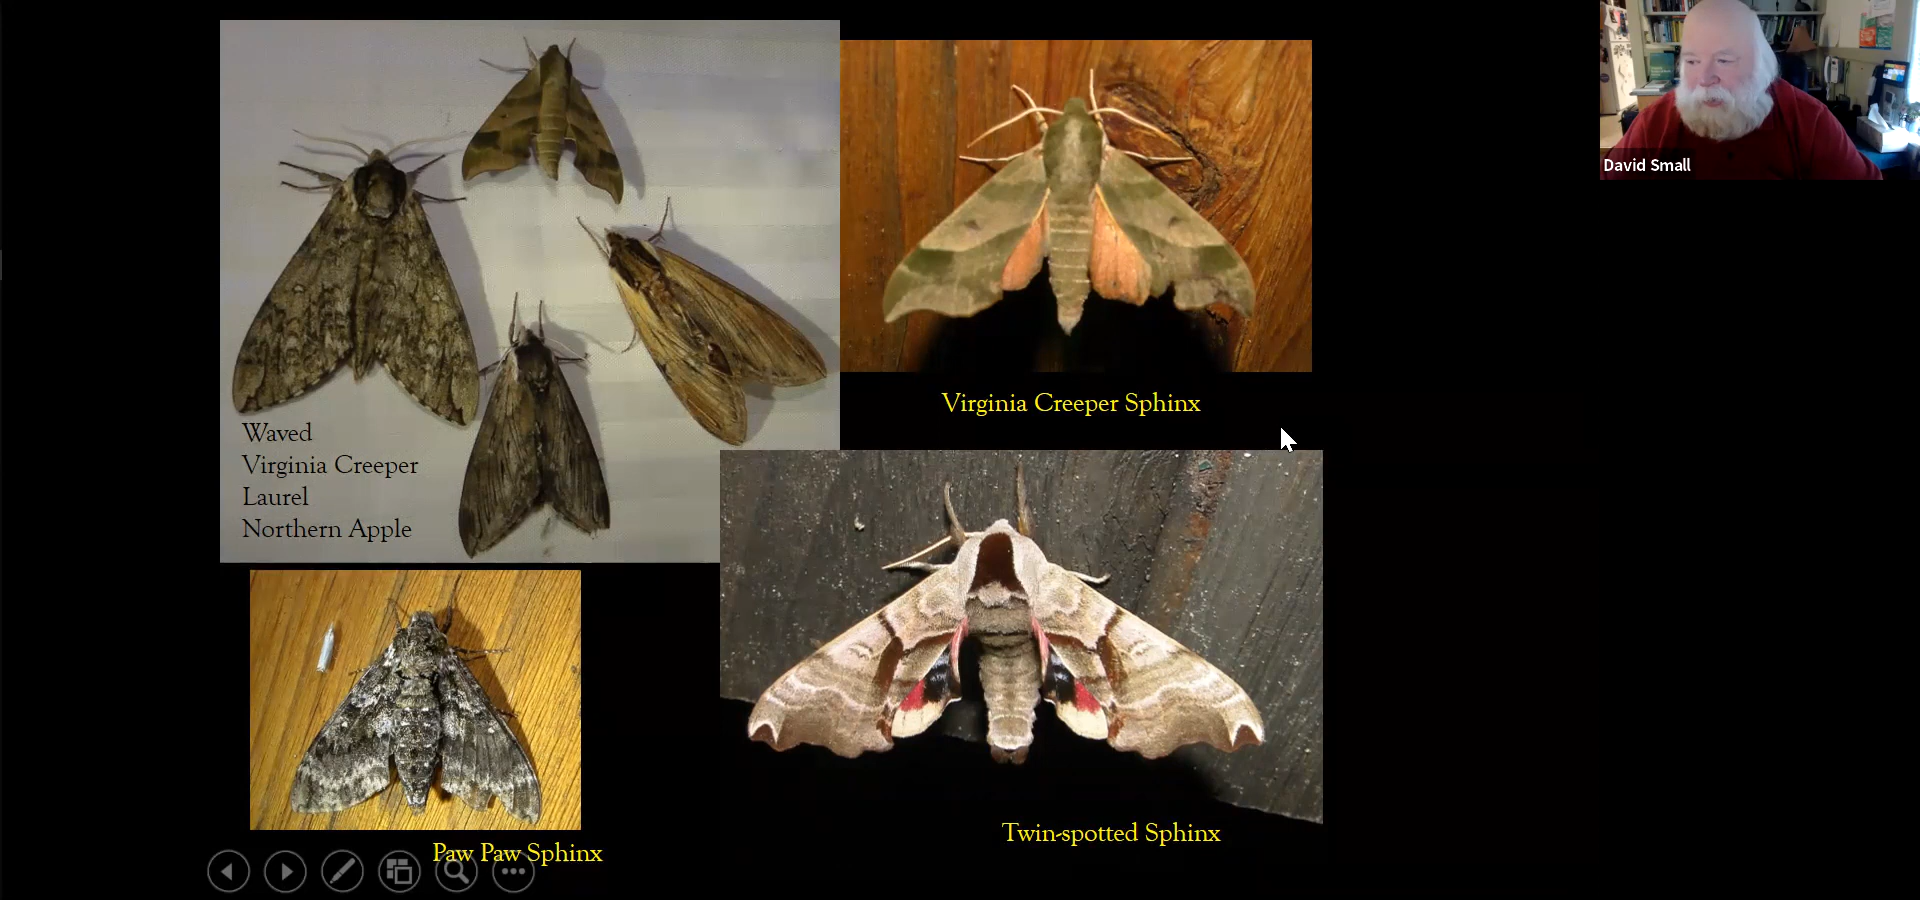 David Small
Waved
Virginia Creeper
Laurel
Northern Apple
Virginia Creeper Sphinx
Twin-spotted Sphinx
Paw Paw Sphinx